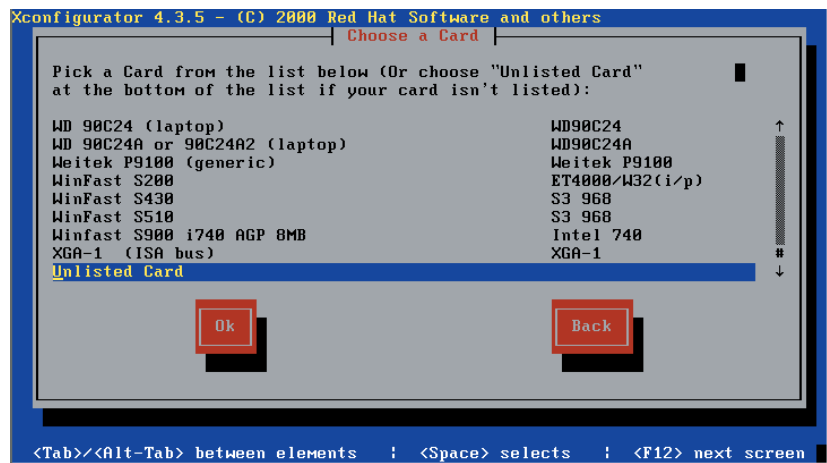 Xconfigurator 4.3.5 - (C) 2000 Red Hat Software and others
Choose a Card
Pick a Card from the list below (Or choose "Unlisted Card"
at the bottom of the list if your card isn't listed):
WD 90C24 (laptop) WD90C24 ↑
WD 90C24A or 90C24A2 (laptop) WD90C24A
Weitek P9100 (generic) Weitek P9100
WinFast S200 ET4000/W32(i/p)
WinFast S430 S3 968
WinFast S510 S3 968
Winfast S900 i740 AGP 8MB Intel 740
XGA-1 (ISA bus) XGA-1 #
Unlisted Card ↓
Ok Back
<Tab>/<Alt-Tab> between elements ¦ <Space> selects ¦ <F12> next screen